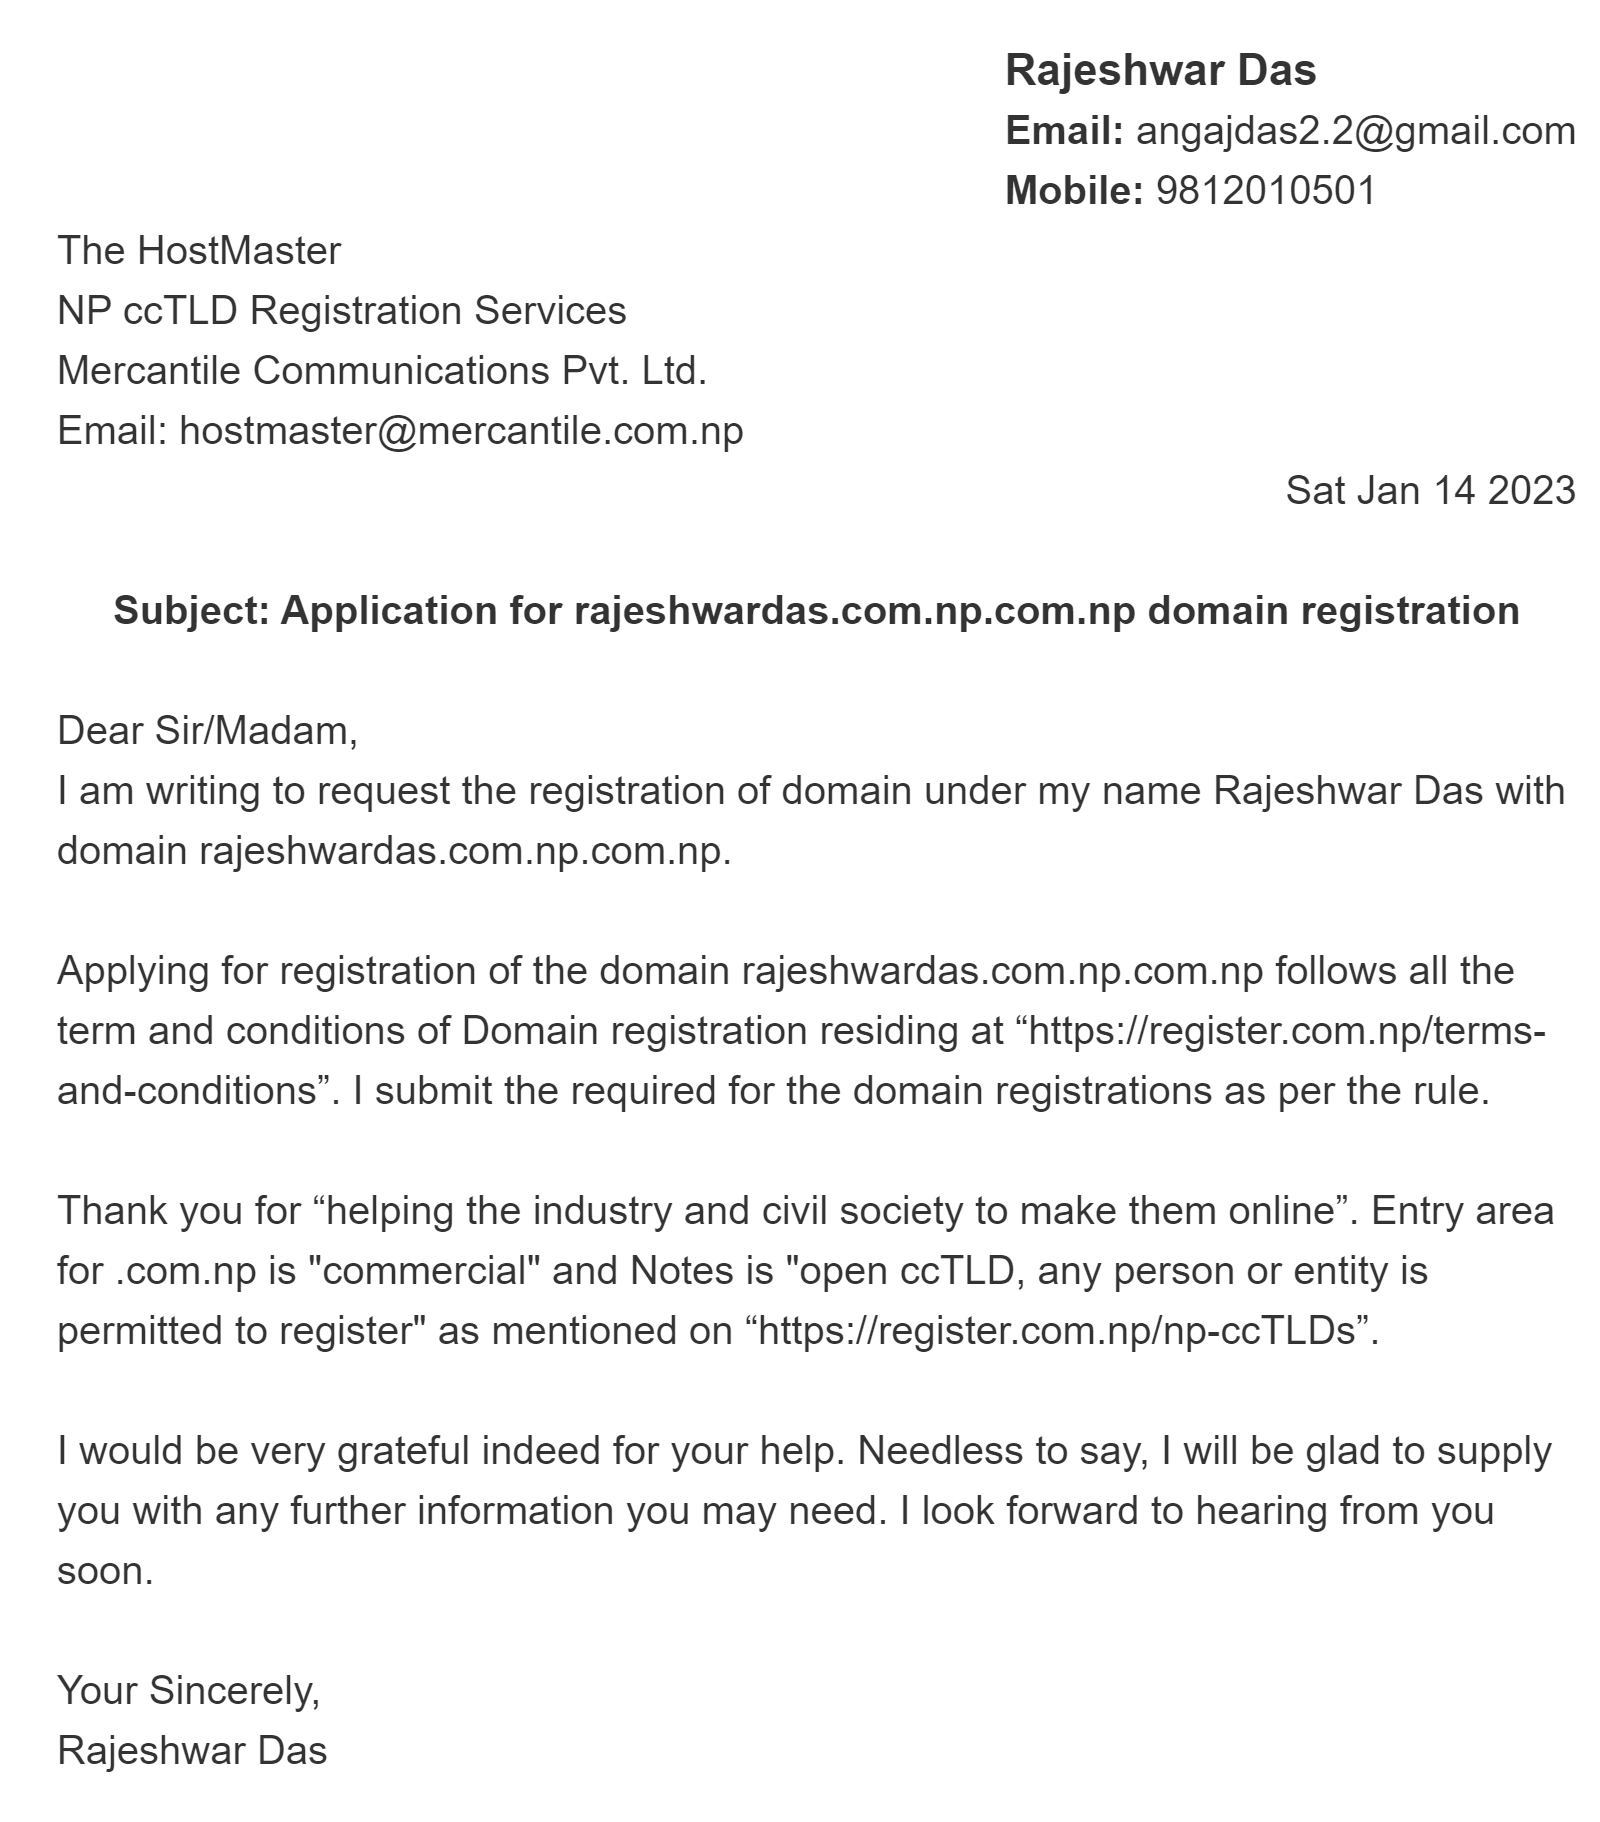 Rajeshwar Das
Email: angajdas2.2@gmail.com
Mobile: 9812010501
The HostMaster
NP ccTLD Registration Services
Mercantile Communications Pvt. Ltd.
Email: hostmaster@mercantile.com.np
Sat Jan 14 2023
Subject: Application for rajeshwardas.com.np.com.np domain registration
Dear Sir/Madam,
I am writing to request the registration of domain under my name Rajeshwar Das with
domain rajeshwardas.com.np.com.np.
Applying for registration of the domain rajeshwardas.com.np.com.np follows all the
term and conditions of Domain registration residing at “https://register.com.np/terms-
and-conditions”. I submit the required for the domain registrations as per the rule.
Thank you for “helping the industry and civil society to make them online”. Entry area
for .com.np is "commercial" and Notes is "open ccTLD, any person or entity is
permitted to register" as mentioned on “https://register.com.np/np-ccTLDs”.
I would be very grateful indeed for your help. Needless to say, I will be glad to supply
you with any further information you may need. I look forward to hearing from you
soon.
Your Sincerely,
Rajeshwar Das